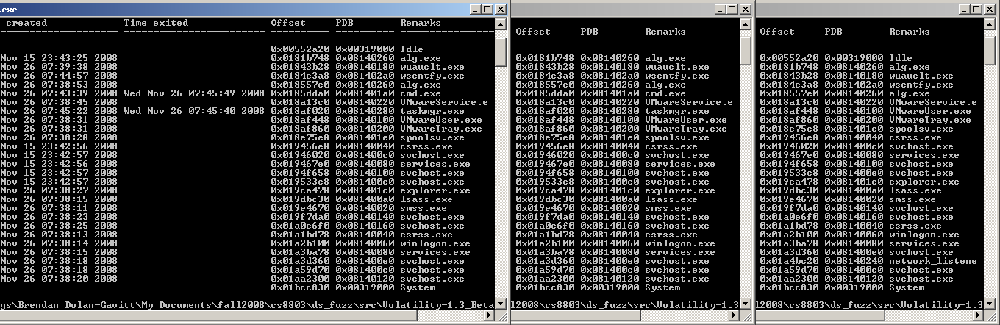 .exe
created Time exited Offset PDB Remarks
0x00552a20 0x00319000 Idle
Nov 15 23:43:25 2008 0x0181b748 0x08140260 alg.exe
Nov 26 07:39:38 2008 0x01843b28 0x08140180 wuauclt.exe
Nov 26 07:44:57 2008 0x0184e3a8 0x081402a0 wscntfy.exe
Nov 26 07:38:53 2008 0x018557e0 0x08140260 alg.exe
Nov 26 07:43:39 2008 Wed Nov 26 07:45:49 2008 0x0185dda0 0x081401a0 cmd.exe
Nov 26 07:38:45 2008 0x018a13c0 0x08140220 VMwareService.e
Nov 26 07:45:22 2008 Wed Nov 26 07:45:40 2008 0x018af020 0x08140280 taskmgr.exe
Nov 26 07:38:31 2008 0x018af448 0x08140100 VMwareUser.exe
Nov 26 07:38:31 2008 0x018af860 0x08140200 VMwareTray.exe
Nov 26 07:38:28 2008 0x018e75e8 0x081401e0 spoolsv.exe
Nov 15 23:42:56 2008 0x019456e8 0x08140040 csrss.exe
Nov 15 23:42:57 2008 0x01946020 0x081400c0 svchost.exe
Nov 15 23:42:56 2008 0x019467e0 0x08140080 services.exe
Nov 15 23:42:57 2008 0x0194f658 0x08140100 svchost.exe
Nov 15 23:42:57 2008 0x019533c8 0x081400e0 svchost.exe
Nov 26 07:38:27 2008 0x019ca478 0x081401c0 explorer.exe
Nov 26 07:38:15 2008 0x019dbc30 0x081400a0 lsass.exe
Nov 26 07:38:11 2008 0x019e4670 0x08140020 smss.exe
Nov 26 07:38:23 2008 0x019f7da0 0x08140140 svchost.exe
Nov 26 07:38:25 2008 0x01a0e6f0 0x08140160 svchost.exe
Nov 26 07:38:13 2008 0x01a1bd78 0x08140040 csrss.exe
Nov 26 07:38:14 2008 0x01a2b100 0x08140060 winlogon.exe
Nov 26 07:38:15 2008 0x01a3ba78 0x08140080 services.exe
Nov 26 07:38:18 2008 0x01a3d360 0x081400e0 svchost.exe
Nov 26 07:38:18 2008 0x01a59d70 0x081400c0 svchost.exe
Nov 26 07:38:20 2008 0x01aa2300 0x08140120 svchost.exe
0x01bcc830 0x00319000 System
gs\Brendan Dolan-Gavitt\My Documents\fall2008\cs8803\ds_fuzz\src\Volatility-1.3_Beta
Offset PDB Remarks
0x0181b748 0x08140260 alg.exe
0x01843b28 0x08140180 wuauclt.exe
0x0184e3a8 0x081402a0 wscntfy.exe
0x018557e0 0x08140260 alg.exe
0x0185dda0 0x081401a0 cmd.exe
0x018a13c0 0x08140220 VMwareService.e
0x018af020 0x08140280 taskmgr.exe
0x018af448 0x08140100 VMwareUser.exe
0x018af860 0x08140200 VMwareTray.exe
0x018e75e8 0x081401e0 spoolsv.exe
0x019456e8 0x08140040 csrss.exe
0x01946020 0x081400c0 svchost.exe
0x019467e0 0x08140080 services.exe
0x0194f658 0x08140100 svchost.exe
0x019533c8 0x081400e0 svchost.exe
0x019ca478 0x081401c0 explorer.exe
0x019dbc30 0x081400a0 lsass.exe
0x019e4670 0x08140020 smss.exe
0x019f7da0 0x08140140 svchost.exe
0x01a0e6f0 0x08140160 svchost.exe
0x01a1bd78 0x08140040 csrss.exe
0x01a2b100 0x08140060 winlogon.exe
0x01a3ba78 0x08140080 services.exe
0x01a3d360 0x081400e0 svchost.exe
0x01a59d70 0x081400c0 svchost.exe
0x01aa2300 0x08140120 svchost.exe
0x01bcc830 0x00319000 System
l2008\cs8803\ds_fuzz\src\Volatility-1.3
Offset PDB Remarks
0x00552a20 0x00319000 Idle
0x0181b748 0x08140260 alg.exe
0x01843b28 0x08140180 wuauclt.exe
0x0184e3a8 0x081402a0 wscntfy.exe
0x018557e0 0x08140260 alg.exe
0x018a13c0 0x08140220 VMwareService.e
0x018af448 0x08140100 VMwareUser.exe
0x018af860 0x08140200 VMwareTray.exe
0x018e75e8 0x081401e0 spoolsv.exe
0x019456e8 0x08140040 csrss.exe
0x01946020 0x081400c0 svchost.exe
0x019467e0 0x08140080 services.exe
0x0194f658 0x08140100 svchost.exe
0x019533c8 0x081400e0 svchost.exe
0x019ca478 0x081401c0 explorer.exe
0x019dbc30 0x081400a0 lsass.exe
0x019e4670 0x08140020 smss.exe
0x019f7da0 0x08140140 svchost.exe
0x01a0e6f0 0x08140160 svchost.exe
0x01a1bd78 0x08140040 csrss.exe
0x01a2b100 0x08140060 winlogon.exe
0x01a3ba78 0x08140080 services.exe
0x01a3d360 0x081400e0 svchost.exe
0x01a4bc20 0x08140240 network_listene
0x01a59d70 0x081400c0 svchost.exe
0x01aa2300 0x08140120 svchost.exe
0x01bcc830 0x00319000 System
l2008\cs8803\ds_fuzz\src\Volatility-1.3